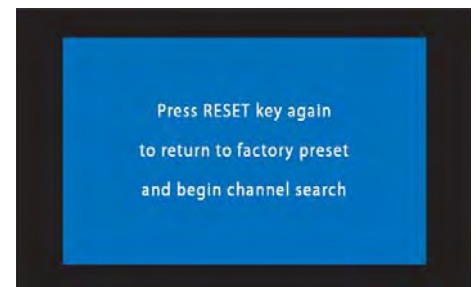 Press RESET key again
to return to factory preset
and begin channel search